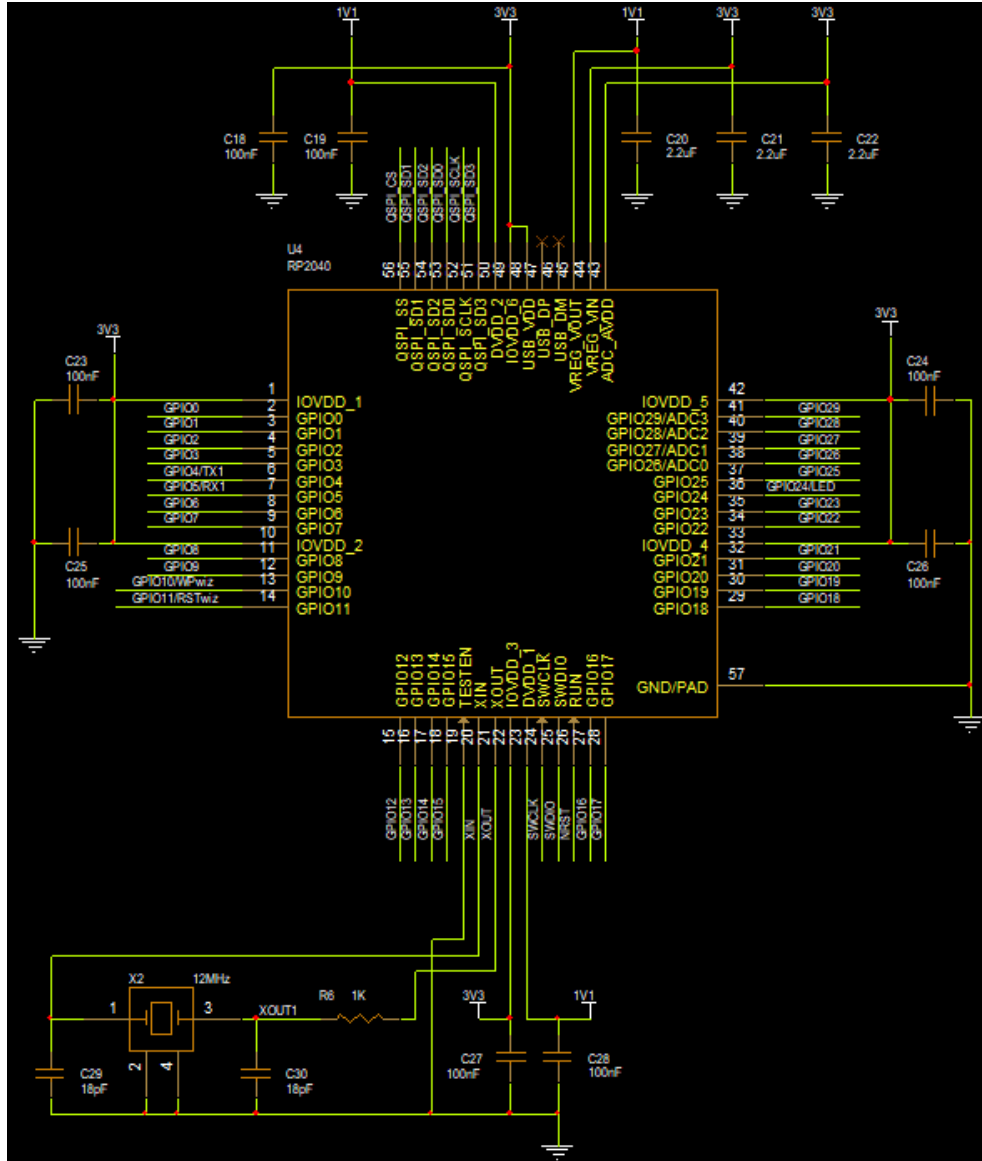 1V1
3V3
1V1
3V3
3V3
C18
100nF
C19
100nF
C20
2.2uF
C21
2.2uF
C22
2.2uF
QSPI_CS
QSPI_SD1
QSPI_SD2
QSPI_SD0
QSPI_SCLK
QSPI_SD3
U4
RP2040
56
55
54
53
52
51
50
49
48
47
46
45
44
43
QSPI_SS
QSPI_SD1
QSPI_SD2
QSPI_SD0
QSPI_SCLK
QSPI_SD3
DVDD_2
IOVDD_6
USB_VDD
USB_DP
USB_DM
VREG_VOUT
VREG_VIN
ADC_AVDD
3V3
C23
100nF
3V3
C24
100nF
1 IOVDD_1
GPIO0 2 GPIO0
GPIO1 3 GPIO1
GPIO2 4 GPIO2
GPIO3 5 GPIO3
GPIO4/TX1 6 GPIO4
GPIO5/RX1 7 GPIO5
GPIO6 8 GPIO6
GPIO7 9 GPIO7
10 IOVDD_2
GPIO8 11 GPIO8
GPIO9 12 GPIO9
GPIO10/WPwiz 13 GPIO10
GPIO11/RSTwiz 14 GPIO11
C25
100nF
IOVDD_5 42
GPIO29/ADC3 41 GPIO29
GPIO28/ADC2 40 GPIO28
GPIO27/ADC1 39 GPIO27
GPIO26/ADC0 38 GPIO26
GPIO25 37 GPIO25
GPIO24 36 GPIO24/LED
GPIO23 35 GPIO23
GPIO22 34 GPIO22
IOVDD_4 33
GPIO21 32 GPIO21
GPIO20 31 GPIO20
GPIO19 30 GPIO19
GPIO18 29 GPIO18
C26
100nF
GND/PAD 57
GPIO12
GPIO13
GPIO14
GPIO15
TESTEN
XIN
XOUT
IOVDD_3
DVDD_1
SWCLK
SWDIO
RUN
GPIO16
GPIO17
15
16
17
18
19
20
21
22
23
24
25
26
27
28
GPIO12
GPIO13
GPIO14
GPIO15
XIN
XOUT
SWCLK
SWDIO
NRST
GPIO16
GPIO17
X2
12MHz
1
3
2
4
XOUT1
R6 1K
3V3
1V1
C29
18pF
C30
18pF
C27
100nF
C28
100nF